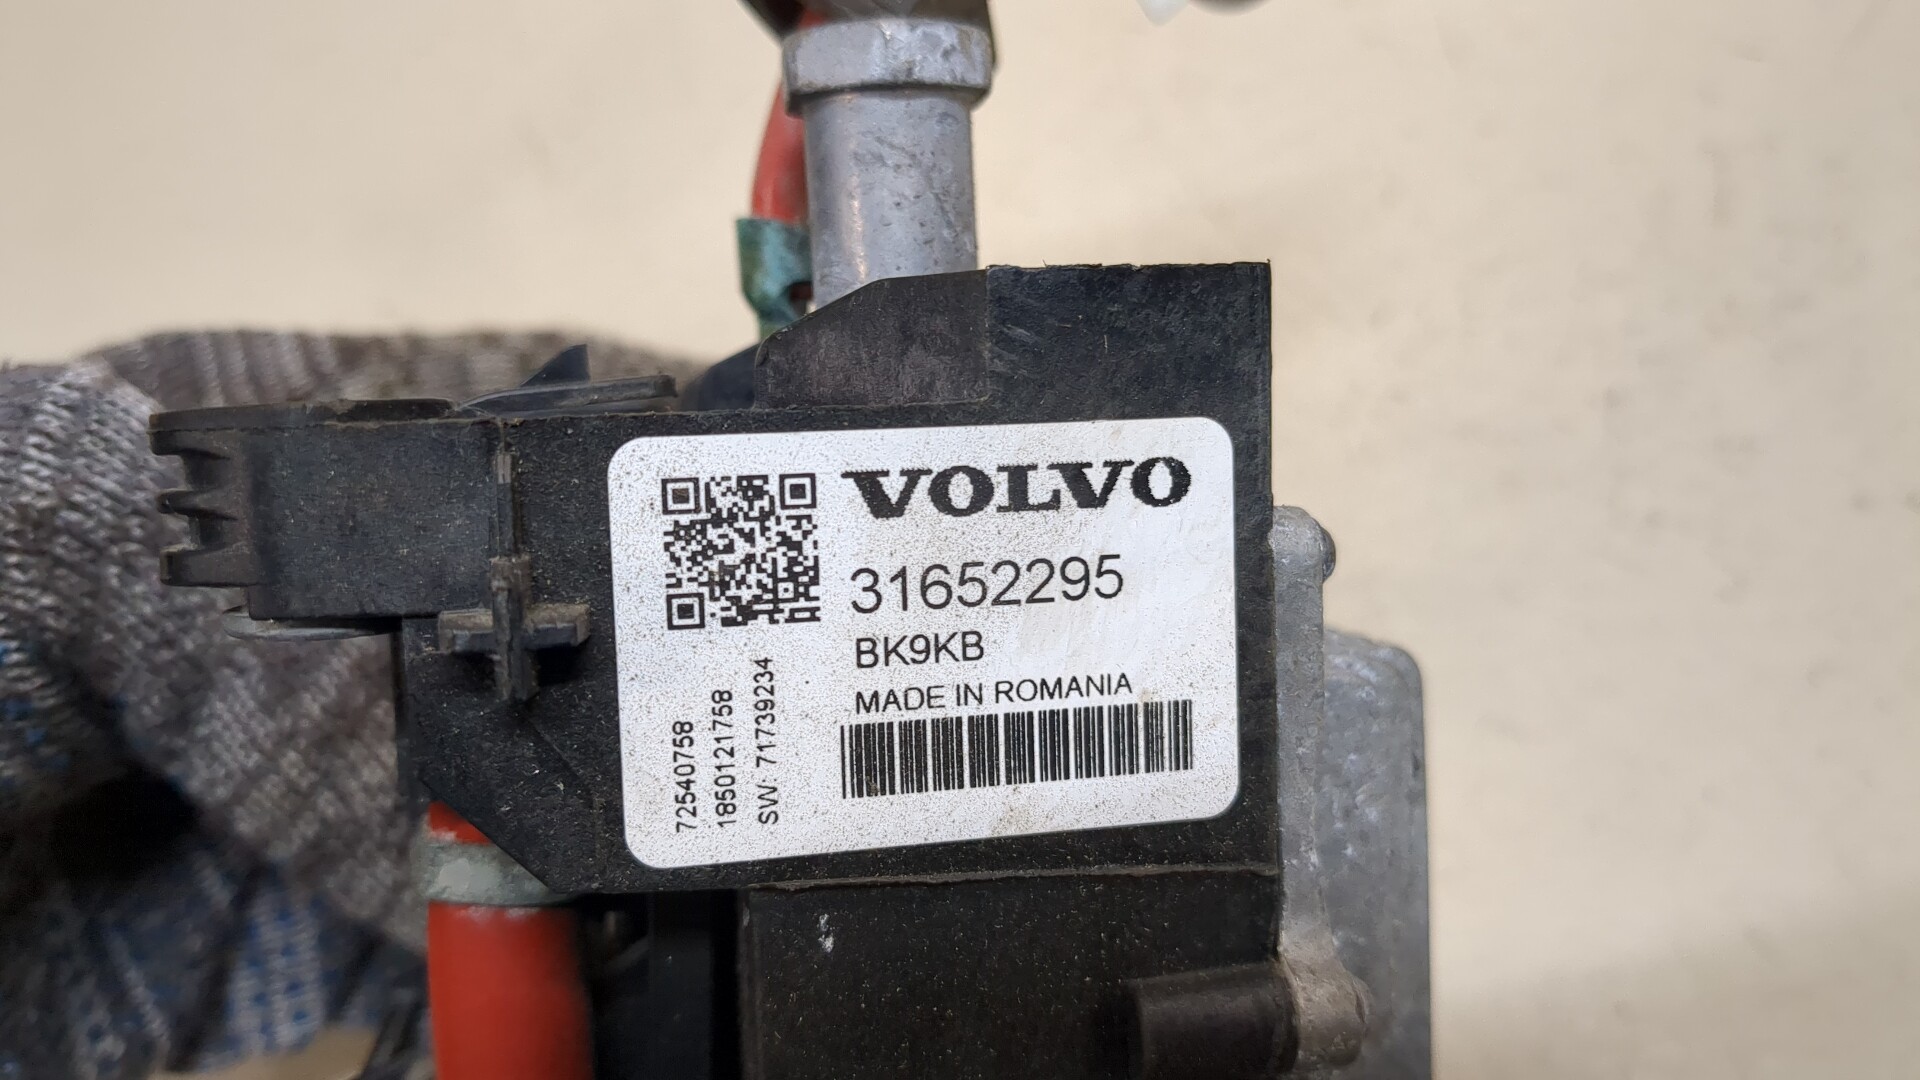 VOLVO
31652295
BK9KB
MADE IN ROMANIA
72540758
1850121758
SW: 71739234